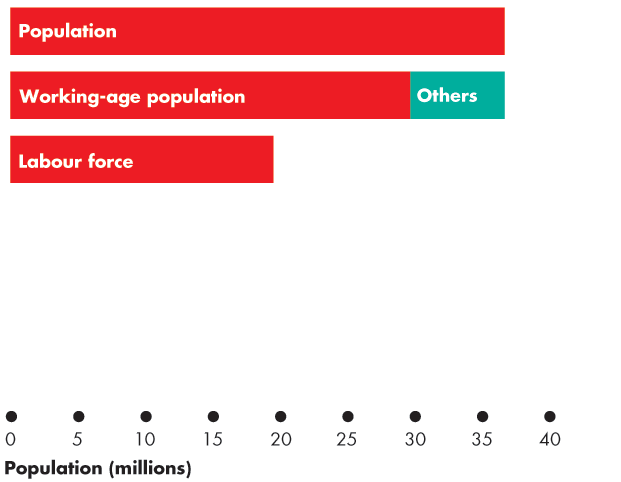 Population
Working-age population Others
Labour force
0 5 10 15 20 25 30 35 40
Population (millions)